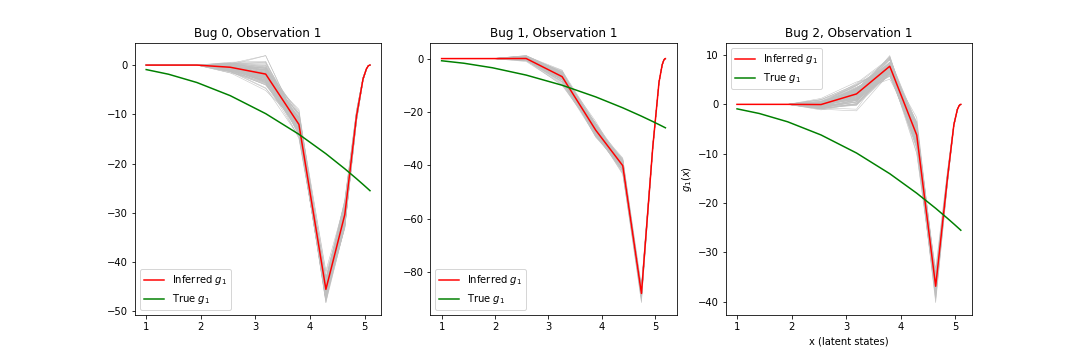 Bug 0, Observation 1
0
−10
−20
−30
−40
−50
1 2 3 4 5
Inferred g₁
True g₁
Bug 1, Observation 1
0
−20
−40
−60
−80
1 2 3 4 5
Inferred g₁
True g₁
Bug 2, Observation 1
g₁(x)
10
0
−10
−20
−30
−40
1 2 3 4 5
x (latent states)
Inferred g₁
True g₁